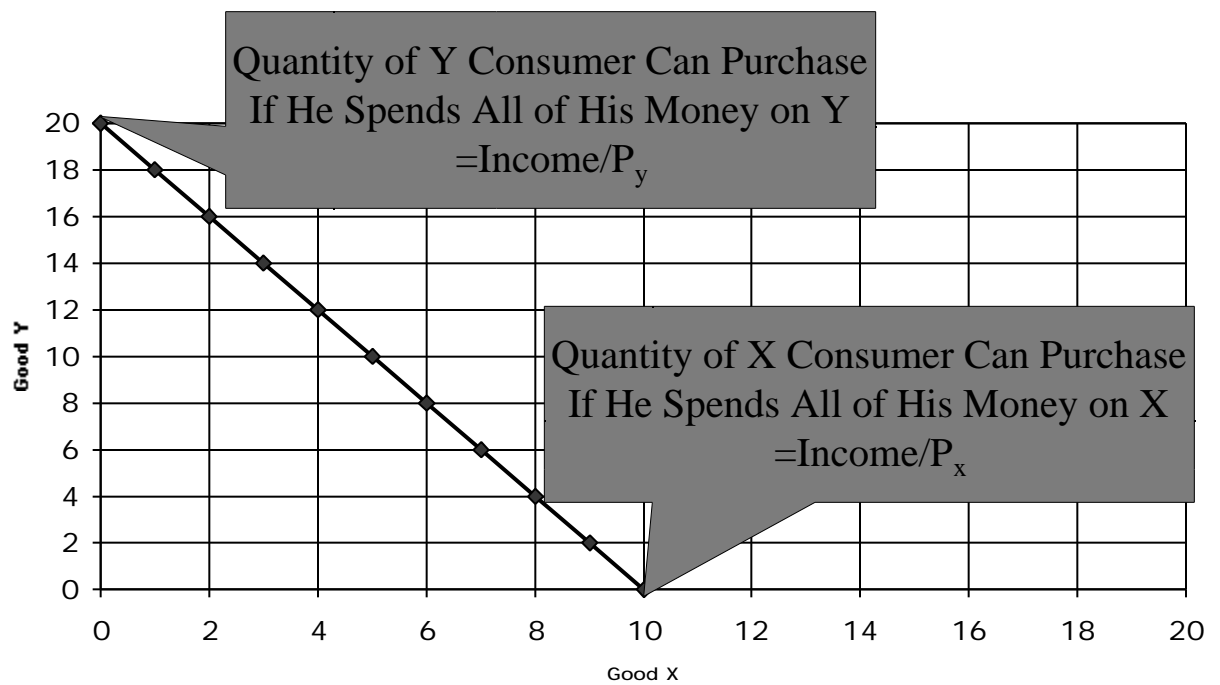 Quantity of Y Consumer Can Purchase
If He Spends All of His Money on Y
=Income/Py
20
18
16
14
12
10
8
6
4
2
0
Good Y
Quantity of X Consumer Can Purchase
If He Spends All of His Money on X
=Income/Px
0 2 4 6 8 10 12 14 16 18 20
Good X